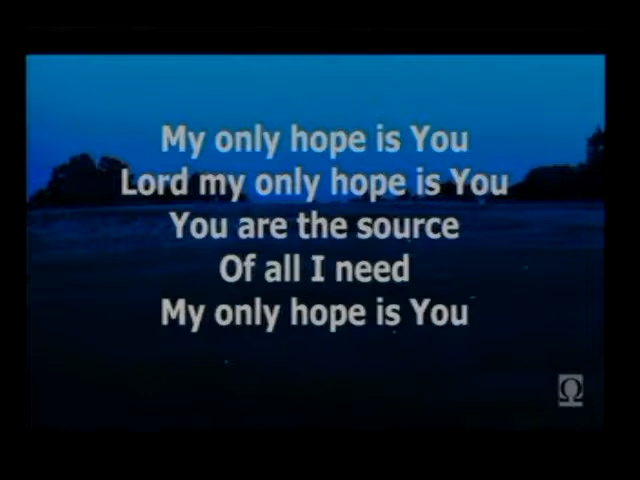 My only hope is You
Lord my only hope is You
You are the source
Of all I need
My only hope is You